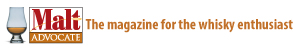 Malt
ADVOCATE
The magazine for the whisky enthusiast